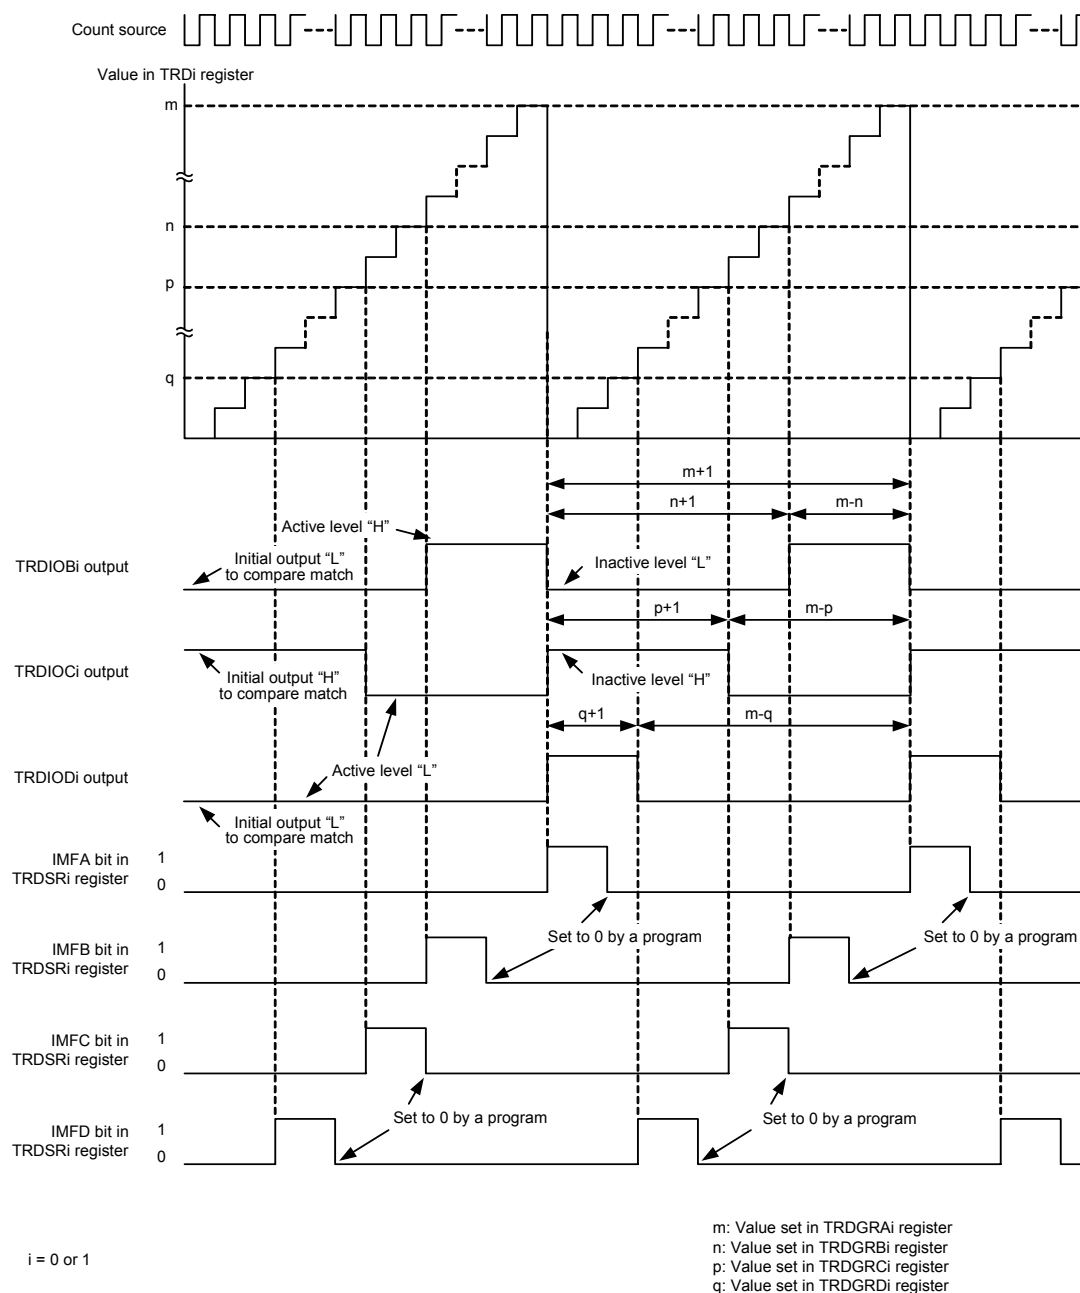 Count source
Value in TRDi register
m
n
p
q
m+1
n+1
m-n
Active level “H”
TRDIOBi output
Initial output “L”
to compare match
Inactive level “L”
p+1
m-p
TRDIOCi output
Initial output “H”
to compare match
Inactive level “H”
q+1
m-q
TRDIODi output
Active level “L”
Initial output “L”
to compare match
IMFA bit in
TRDSRi register
1
0
Set to 0 by a program
Set to 0 by a program
IMFB bit in
TRDSRi register
1
0
IMFC bit in
TRDSRi register
1
0
Set to 0 by a program
Set to 0 by a program
IMFD bit in
TRDSRi register
1
0
i = 0 or 1
m: Value set in TRDGRAi register
n: Value set in TRDGRBi register
p: Value set in TRDGRCi register
q: Value set in TRDGRDi register